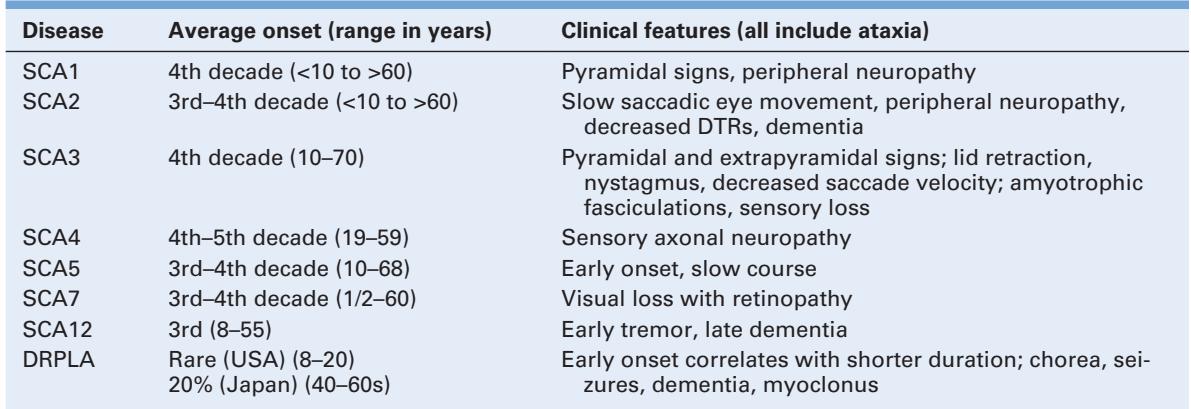 Disease Average onset (range in years) Clinical features (all include ataxia)
SCA1 4th decade (<10 to >60) Pyramidal signs, peripheral neuropathy
SCA2 3rd–4th decade (<10 to >60) Slow saccadic eye movement, peripheral neuropathy,
decreased DTRs, dementia
SCA3 4th decade (10–70) Pyramidal and extrapyramidal signs; lid retraction,
nystagmus, decreased saccade velocity; amyotrophic
fasciculations, sensory loss
SCA4 4th–5th decade (19–59) Sensory axonal neuropathy
SCA5 3rd–4th decade (10–68) Early onset, slow course
SCA7 3rd–4th decade (1/2–60) Visual loss with retinopathy
SCA12 3rd (8–55) Early tremor, late dementia
DRPLA Rare (USA) (8–20) Early onset correlates with shorter duration; chorea, sei-
20% (Japan) (40–60s) zures, dementia, myoclonus